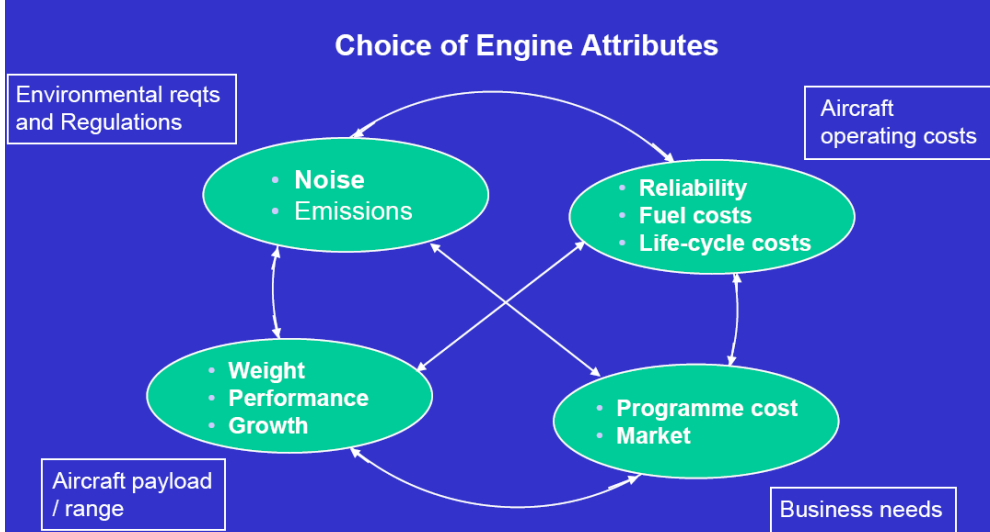 Choice of Engine Attributes
Environmental reqts
and Regulations
Aircraft
operating costs
• Noise
• Emissions
• Reliability
• Fuel costs
• Life-cycle costs
• Weight
• Performance
• Growth
• Programme cost
• Market
Aircraft payload
/ range
Business needs